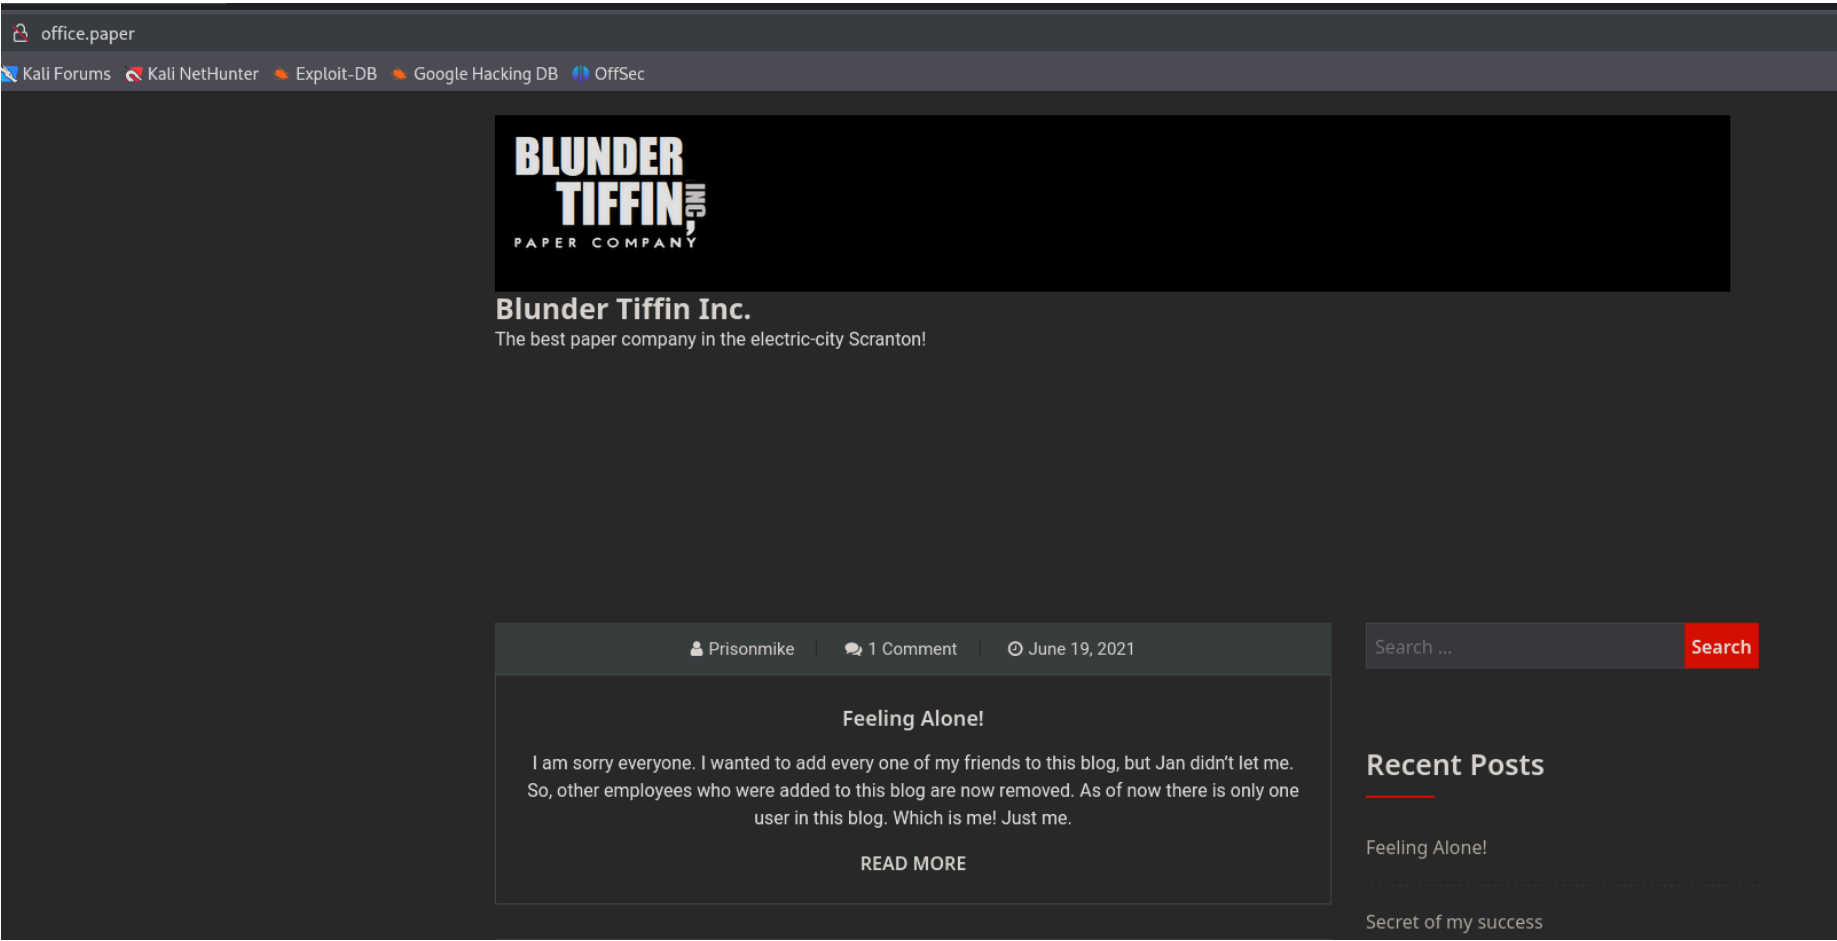 office.paper
Kali Forums Kali NetHunter Exploit-DB Google Hacking DB OffSec
BLUNDER
TIFFIN, INC
PAPER COMPANY
Blunder Tiffin Inc.
The best paper company in the electric-city Scranton!
Prisonmike 1 Comment June 19, 2021
Feeling Alone!
I am sorry everyone. I wanted to add every one of my friends to this blog, but Jan didn’t let me.
So, other employees who were added to this blog are now removed. As of now there is only one
user in this blog. Which is me! Just me.
READ MORE
Search ... Search
Recent Posts
Feeling Alone!
Secret of my success